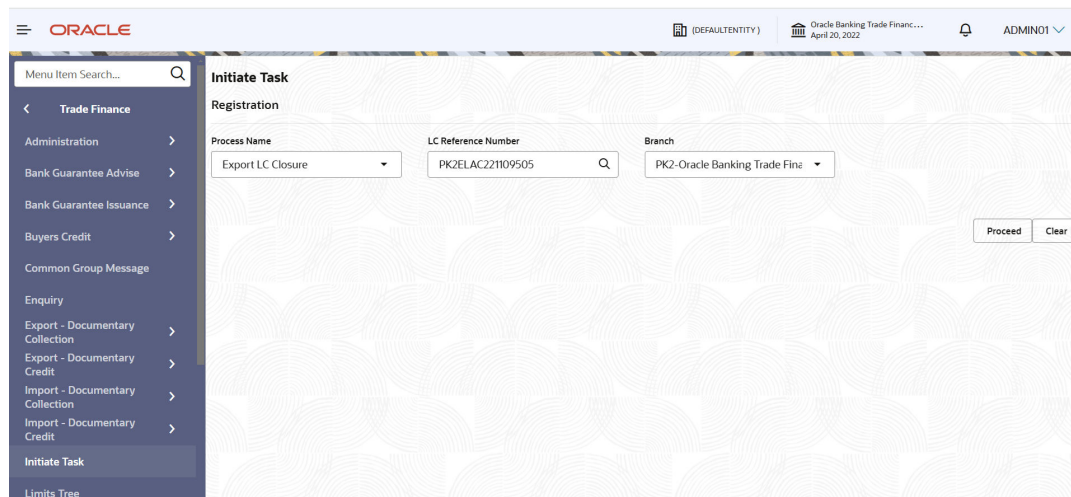 ORACLE
(DEFAULTENTITY)
Oracle Banking Trade Financ...
April 20, 2022
ADMIN01
Menu Item Search...
Trade Finance
Administration
Bank Guarantee Advise
Bank Guarantee Issuance
Buyers Credit
Common Group Message
Enquiry
Export - Documentary
Collection
Export - Documentary
Credit
Import - Documentary
Collection
Import - Documentary
Credit
Initiate Task
Limits Tree
Initiate Task
Registration
Process Name
LC Reference Number
Branch
Export LC Closure
PK2ELAC221109505
PK2-Oracle Banking Trade Fina
Proceed
Clear